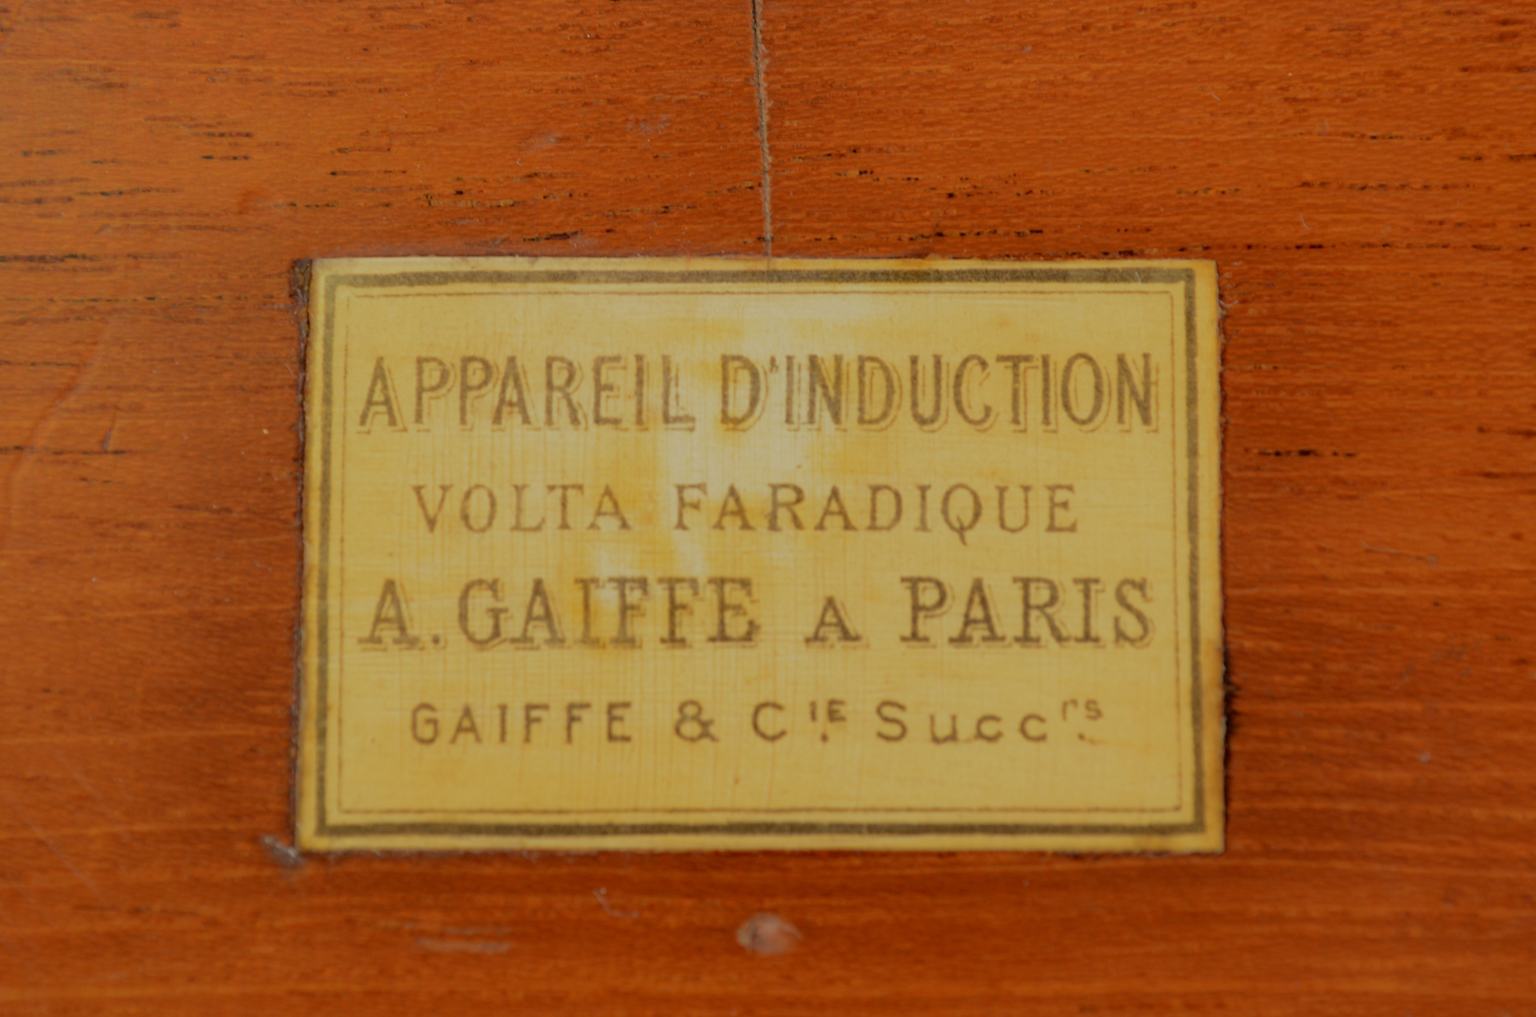 APPAREIL D'INDUCTION
VOLTA FARADIQUE
A. GAIFFE A PARIS
GAIFFE & CIE Succrs